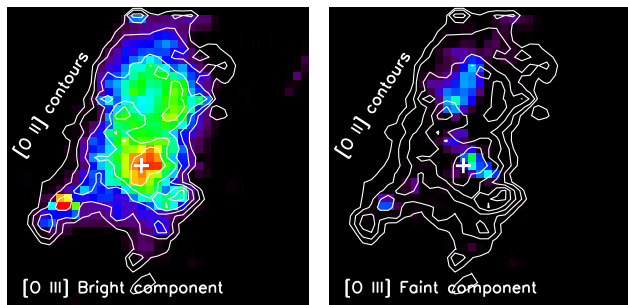 [O II] contours
[O III] Bright component
[O II] contours
[O III] Faint component